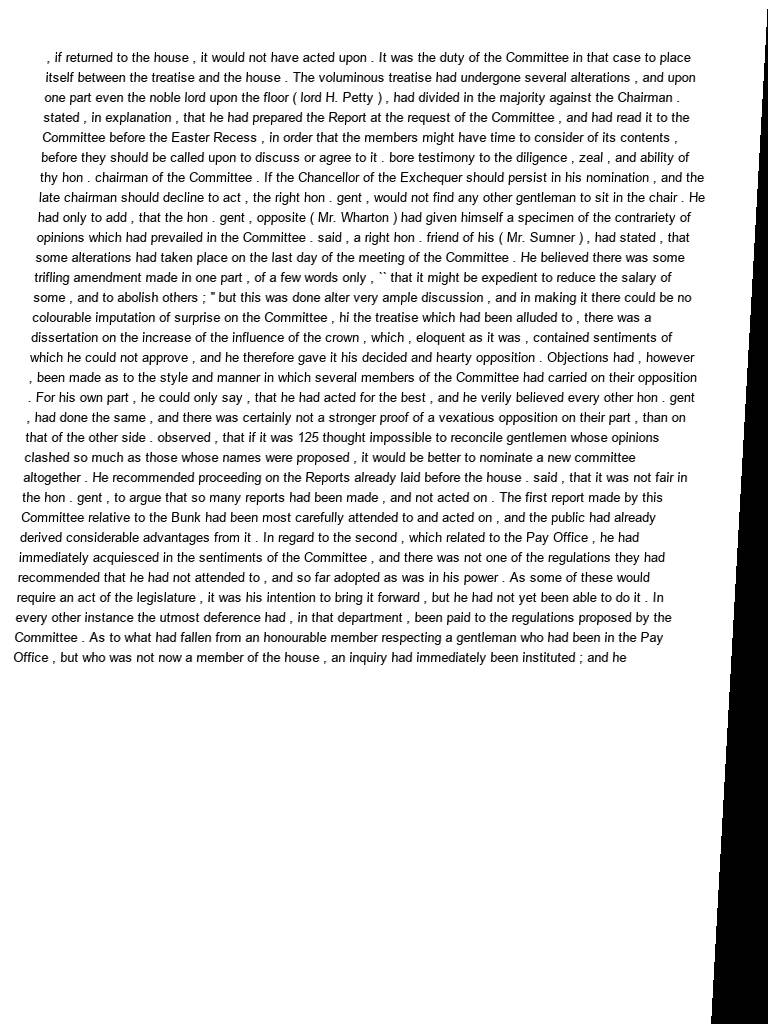 , if returned to the house , it would not have acted upon . It was the duty of the Committee in that case to place
itself between the treatise and the house . The voluminous treatise had undergone several alterations , and upon
one part even the noble lord upon the floor ( lord H. Petty ) , had divided in the majority against the Chairman .
stated , in explanation , that he had prepared the Report at the request of the Committee , and had read it to the
Committee before the Easter Recess , in order that the members might have time to consider of its contents ,
before they should be called upon to discuss or agree to it . bore testimony to the diligence , zeal , and ability of
thy hon . chairman of the Committee . If the Chancellor of the Exchequer should persist in his nomination , and the
late chairman should decline to act , the right hon . gent , would not find any other gentleman to sit in the chair . He
had only to add , that the hon . gent , opposite ( Mr. Wharton ) had given himself a specimen of the contrariety of
opinions which had prevailed in the Committee . said , a right hon . friend of his ( Mr. Sumner ) , had stated , that
some alterations had taken place on the last day of the meeting of the Committee . He believed there was some
trifling amendment made in one part , of a few words only , `` that it might be expedient to reduce the salary of
some , and to abolish others ; " but this was done alter very ample discussion , and in making it there could be no
colourable imputation of surprise on the Committee , hi the treatise which had been alluded to , there was a
dissertation on the increase of the influence of the crown , which , eloquent as it was , contained sentiments of
which he could not approve , and he therefore gave it his decided and hearty opposition . Objections had , however
, been made as to the style and manner in which several members of the Committee had carried on their opposition
. For his own part , he could only say , that he had acted for the best , and he verily believed every other hon . gent
, had done the same , and there was certainly not a stronger proof of a vexatious opposition on their part , than on
that of the other side . observed , that if it was 125 thought impossible to reconcile gentlemen whose opinions
clashed so much as those whose names were proposed , it would be better to nominate a new committee
altogether . He recommended proceeding on the Reports already laid before the house . said , that it was not fair in
the hon . gent , to argue that so many reports had been made , and not acted on . The first report made by this
Committee relative to the Bunk had been most carefully attended to and acted on , and the public had already
derived considerable advantages from it . In regard to the second , which related to the Pay Office , he had
immediately acquiesced in the sentiments of the Committee , and there was not one of the regulations they had
recommended that he had not attended to , and so far adopted as was in his power . As some of these would
require an act of the legislature , it was his intention to bring it forward , but he had not yet been able to do it . In
every other instance the utmost deference had , in that department , been paid to the regulations proposed by the
Committee . As to what had fallen from an honourable member respecting a gentleman who had been in the Pay
Office , but who was not now a member of the house , an inquiry had immediately been instituted ; and he